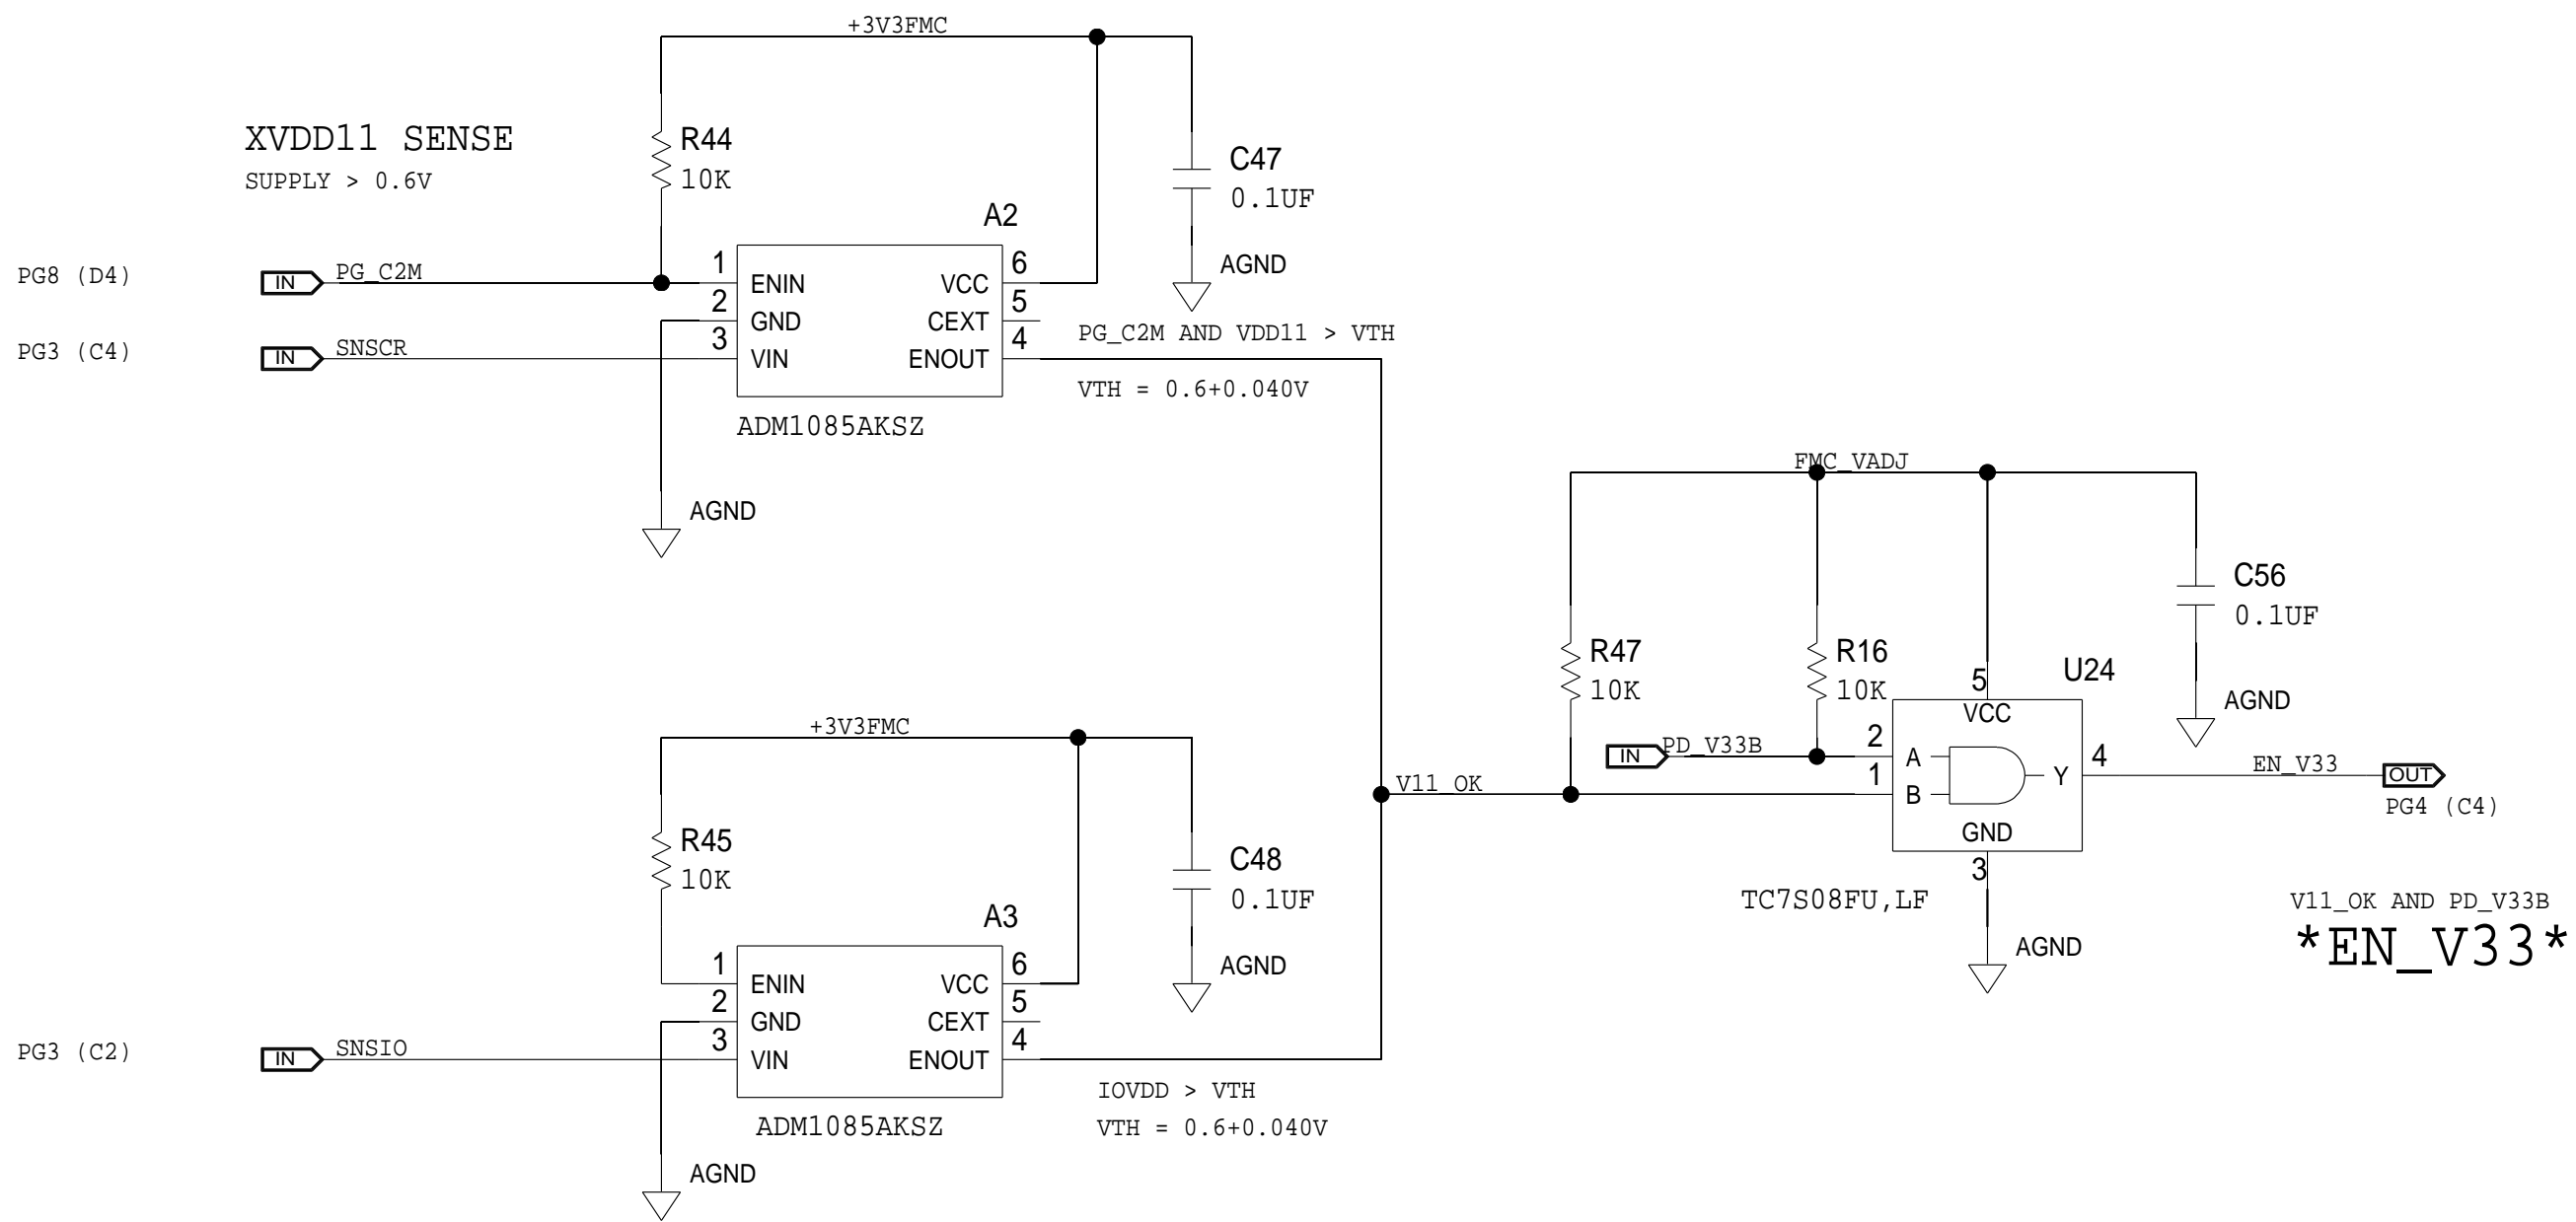 +3V3FMC
XVDD11 SENSE
SUPPLY > 0.6V
R44
10K
C47
0.1UF
AGND
A2
PG8 (D4)
IN
PG_C2M
PG3 (C4)
IN
SNSCR
1
2
3
ENIN
GND
VIN
VCC
CEXT
ENOUT
6
5
4
ADM1085AKSZ
PG_C2M AND VDD11 > VTH
VTH = 0.6+0.040V
AGND
FMC_VADJ
R47
10K
R16
10K
C56
0.1UF
AGND
U24
5
VCC
IN
PD_V33B
2
A
1
B
Y
4
GND
3
EN_V33
OUT
PG4 (C4)
V11_OK
TC7S08FU,LF
AGND
V11_OK AND PD_V33B
*EN_V33*
+3V3FMC
R45
10K
C48
0.1UF
AGND
A3
PG3 (C2)
IN
SNSIO
1
2
3
ENIN
GND
VIN
VCC
CEXT
ENOUT
6
5
4
ADM1085AKSZ
IOVDD > VTH
VTH = 0.6+0.040V
AGND